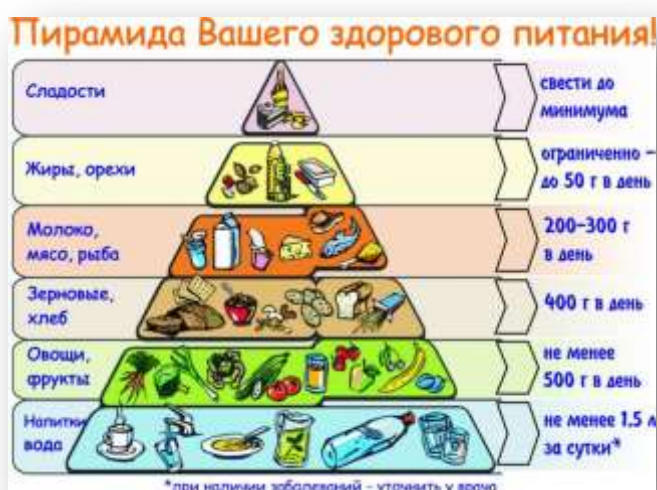 Пирамида Вашего здорового питания!
Сладости
свести до
минимума
Жиры, орехи
ограниченно –
до 50 г в день
Молоко,
мясо, рыба
200–300 г
в день
Зерновые,
хлеб
400 г в день
Овощи,
фрукты
не менее
500 г в день
Напитки
вода
не менее 1.5 л
за сутки*
*при наличии заболеваний – уточнить у врача